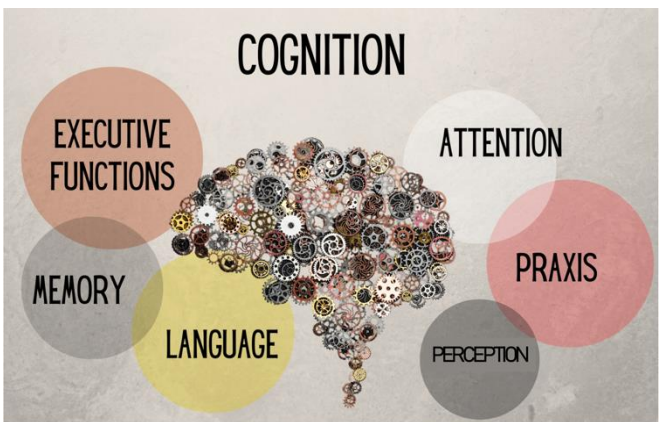 COGNITION
EXECUTIVE
FUNCTIONS
ATTENTION
MEMORY
PRAXIS
LANGUAGE
PERCEPTION